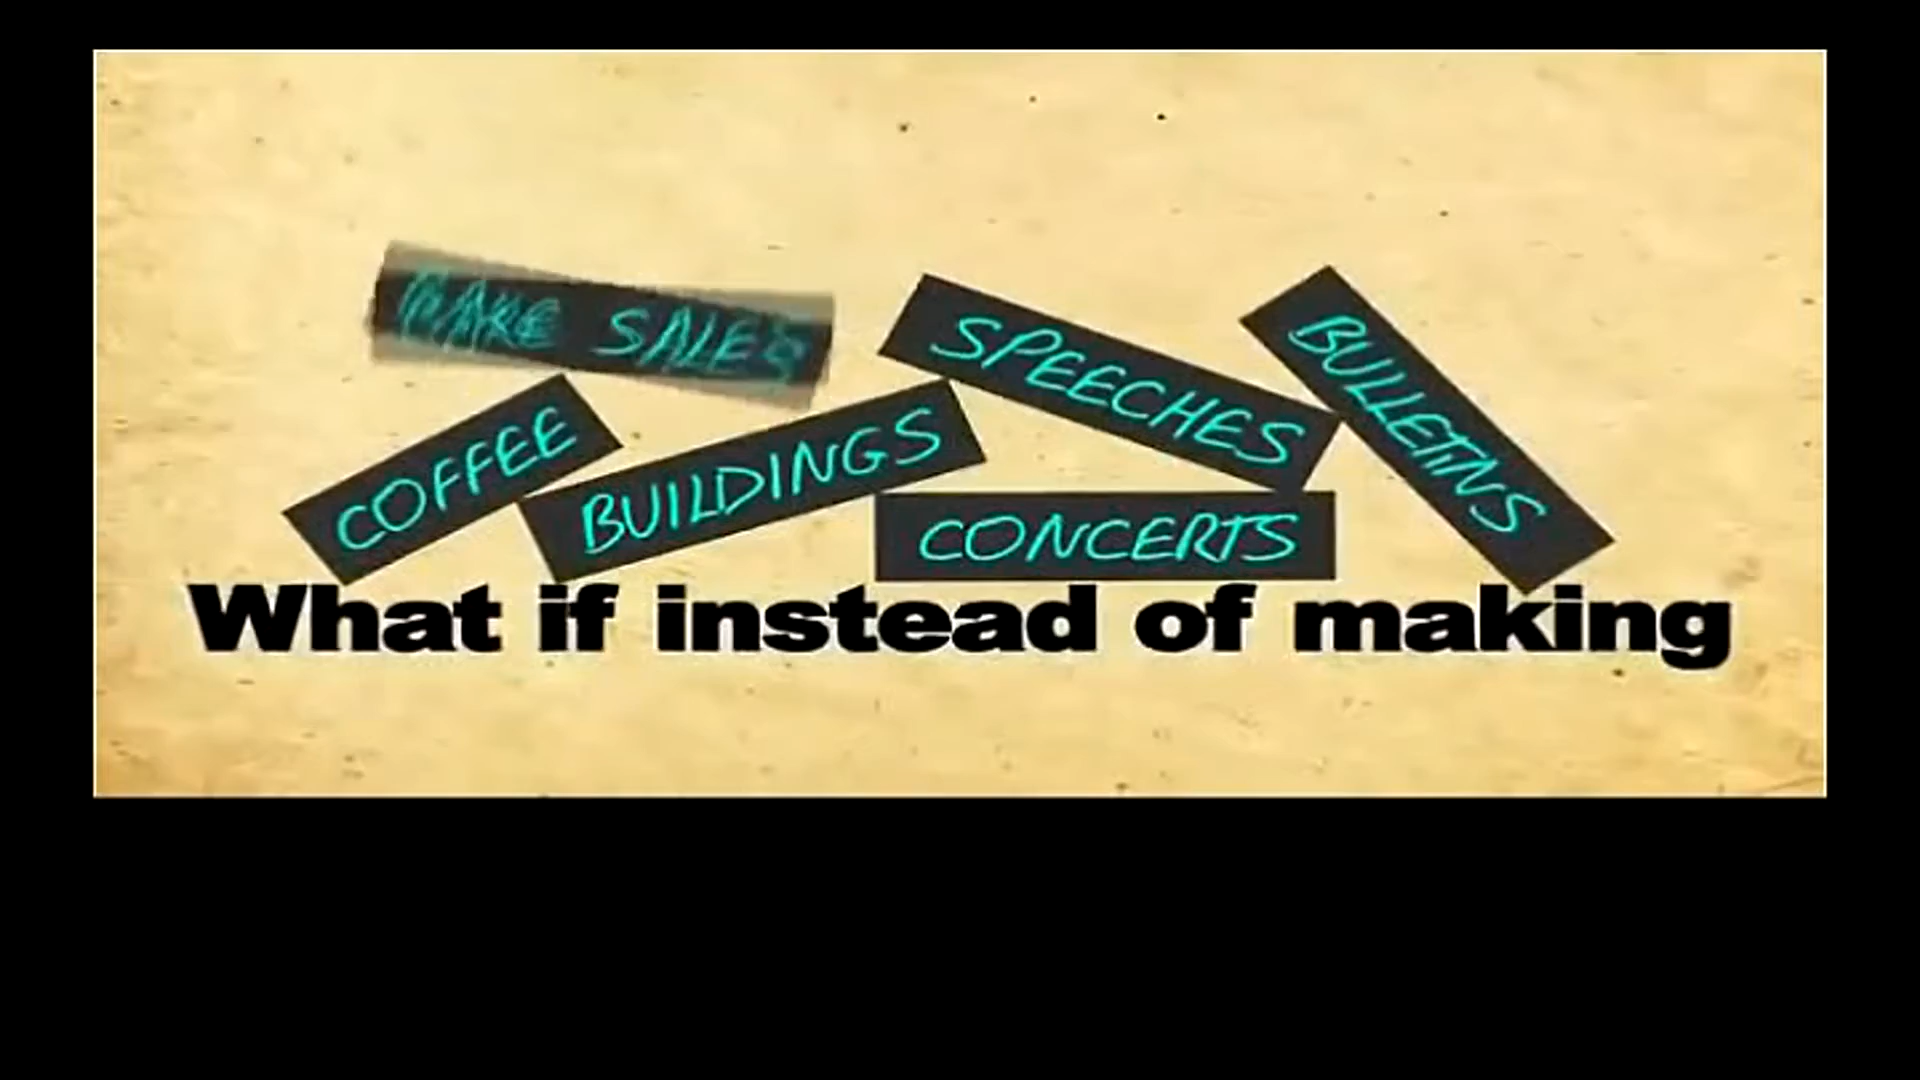 BAKE SALES
SPEECHES
BULLETINS
COFFEE
BUILDINGS
CONCERTS
What if instead of making